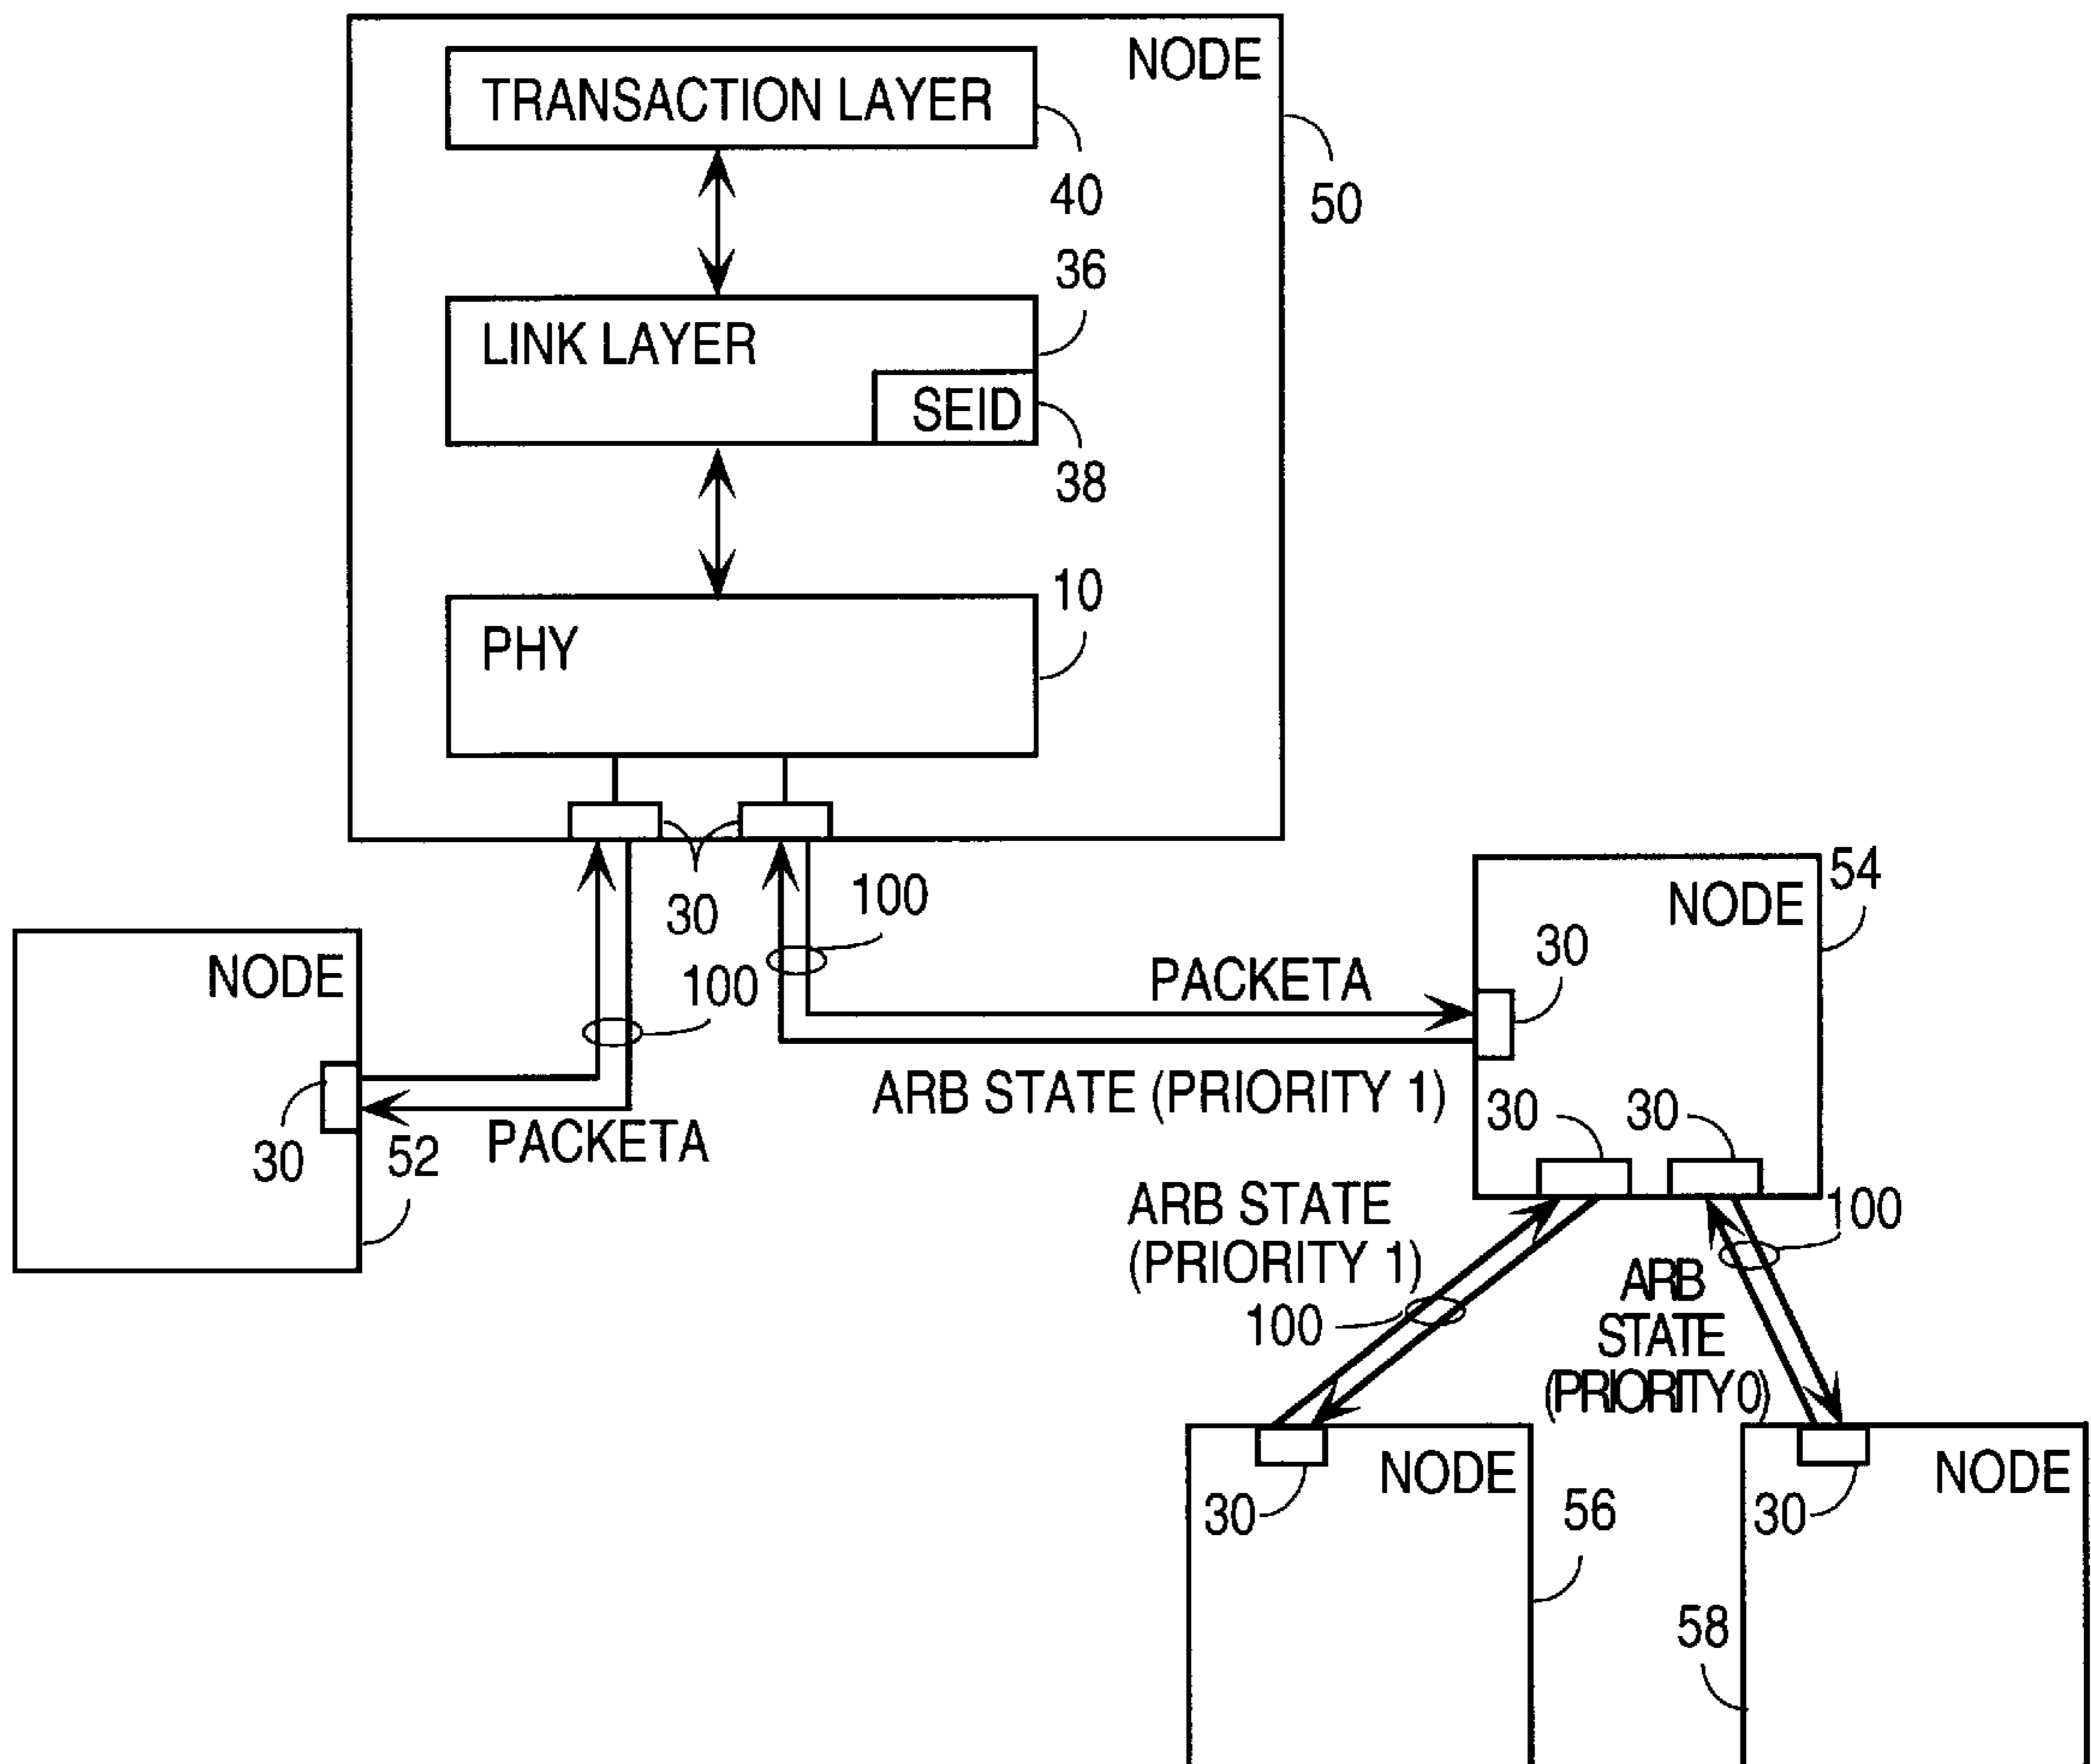 NODE
TRANSACTION LAYER
40
50
36
LINK LAYER
SEID
38
10
PHY
30
100
54
NODE
30
100
PACKETA
NODE
ARB STATE (PRIORITY 1)
30
30
30
52
PACKETA
ARB STATE
(PRIORITY 1)
100
100
ARB
STATE
(PRIORITY 0)
NODE
30
56
NODE
30
58